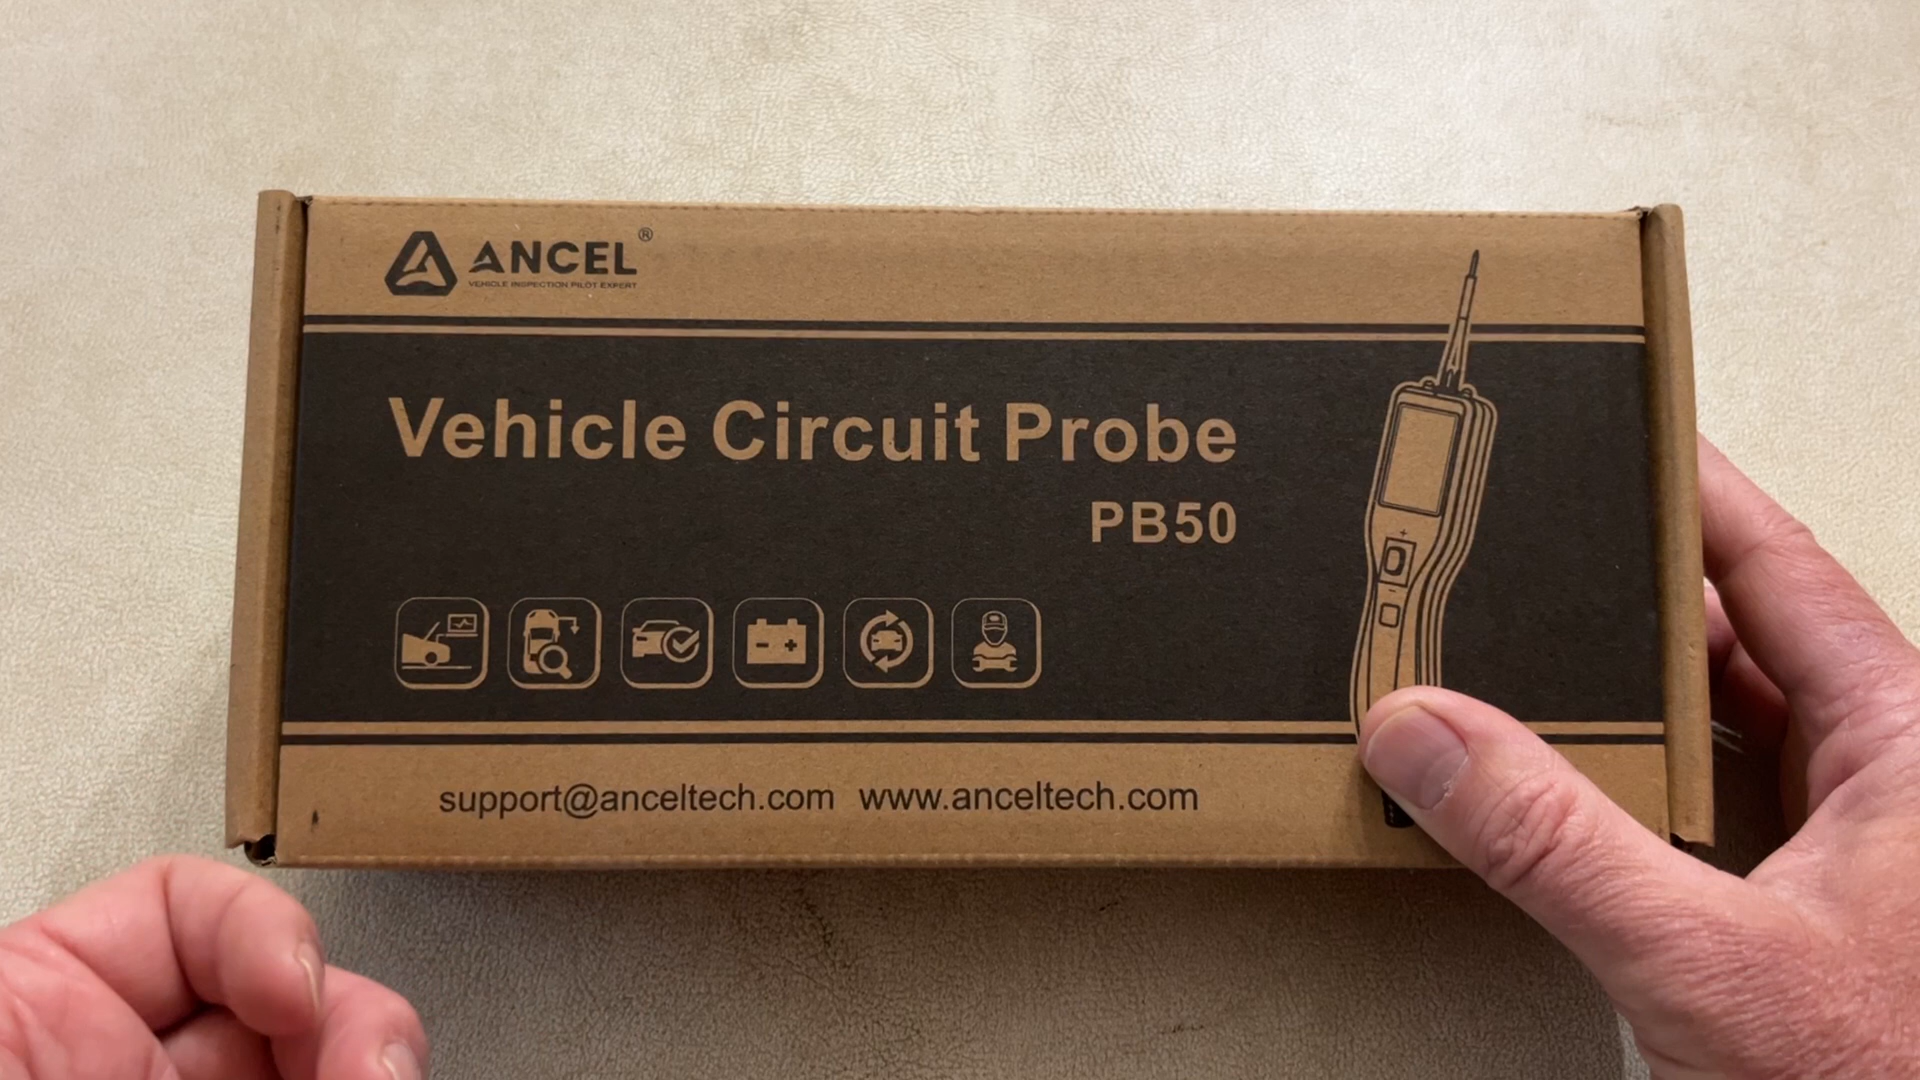 ANCEL®
VEHICLE INSPECTION PILOT EXPERT
Vehicle Circuit Probe
PB50
+
-
- +
support@anceltech.com www.anceltech.com